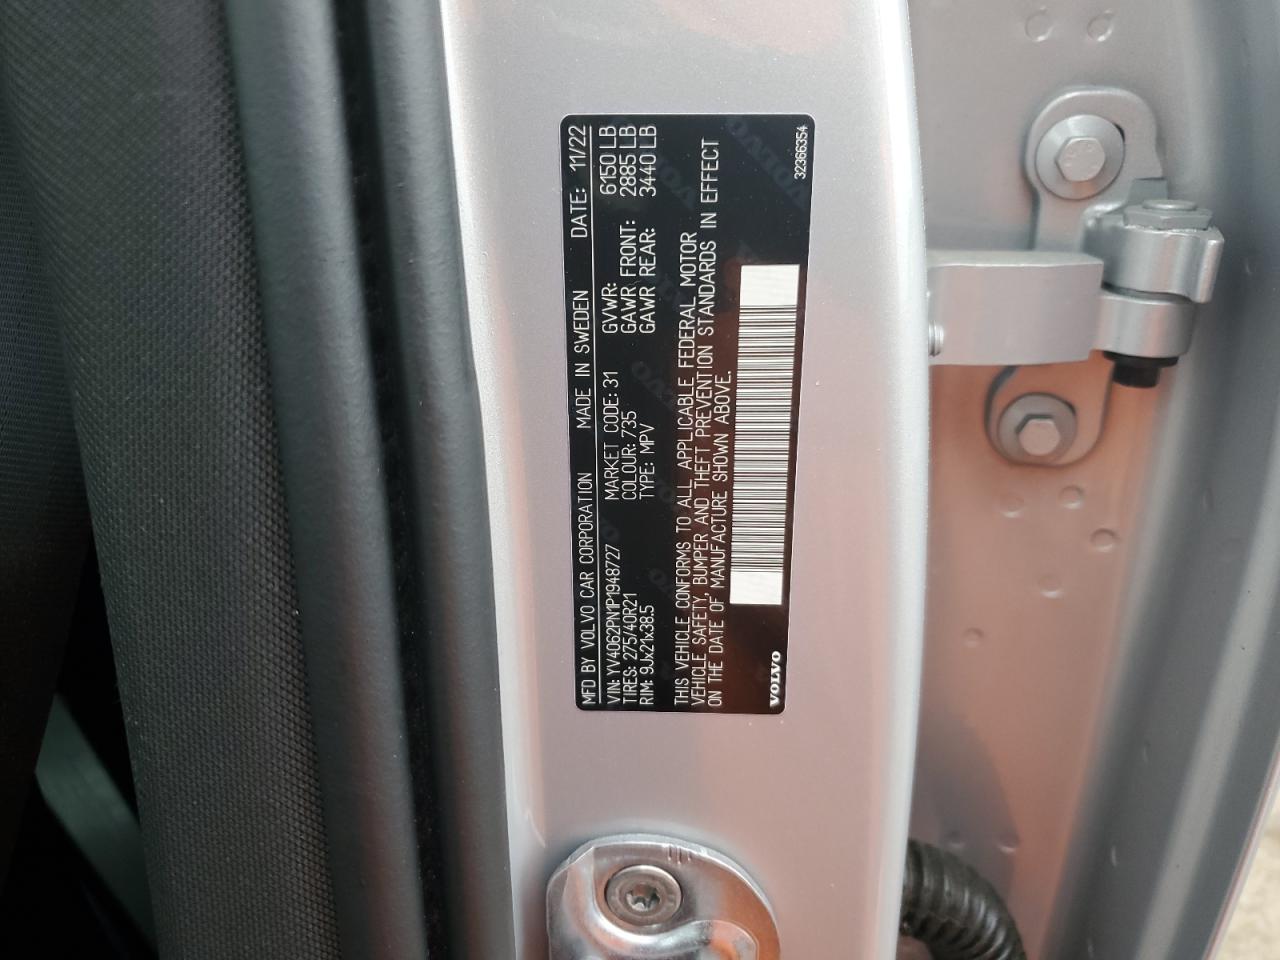 MFD BY VOLVO CAR CORPORATION MADE IN SWEDEN DATE: 11/22
VIN: YV4062PN1P1948727 MARKET CODE: 31 GVWR: 6150 LB
TIRES: 275/40R21 COLOUR: 735 GAWR FRONT: 2885 LB
RIM: 9Jx21x38.5 TYPE: MPV GAWR REAR: 3440 LB
THIS VEHICLE CONFORMS TO ALL APPLICABLE FEDERAL MOTOR
VEHICLE SAFETY, BUMPER AND THEFT PREVENTION STANDARDS IN EFFECT
ON THE DATE OF MANUFACTURE SHOWN ABOVE.
VOLVO 32366354